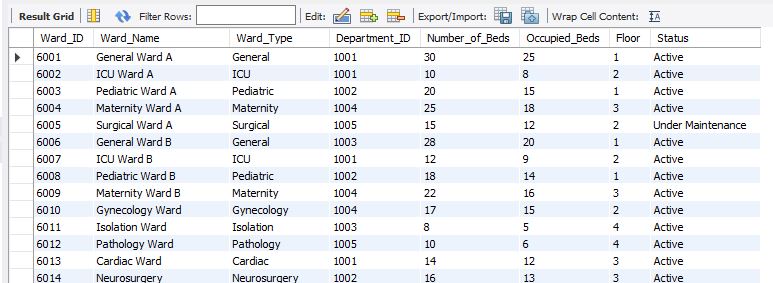 Result Grid Filter Rows: Edit: Export/Import: Wrap Cell Content:
Ward_ID Ward_Name Ward_Type Department_ID Number_of_Beds Occupied_Beds Floor Status
6001 General Ward A General 1001 30 25 1 Active
6002 ICU Ward A ICU 1001 10 8 2 Active
6003 Pediatric Ward A Pediatric 1002 20 15 1 Active
6004 Maternity Ward A Maternity 1004 25 18 3 Active
6005 Surgical Ward A Surgical 1005 15 12 2 Under Maintenance
6006 General Ward B General 1003 28 20 1 Active
6007 ICU Ward B ICU 1001 12 9 2 Active
6008 Pediatric Ward B Pediatric 1002 18 14 1 Active
6009 Maternity Ward B Maternity 1004 22 16 3 Active
6010 Gynecology Ward Gynecology 1004 17 15 2 Active
6011 Isolation Ward Isolation 1003 8 5 4 Active
6012 Pathology Ward Pathology 1005 10 6 4 Active
6013 Cardiac Ward Cardiac 1001 14 12 3 Active
6014 Neurosurgery Neurosurgery 1002 16 13 3 Active